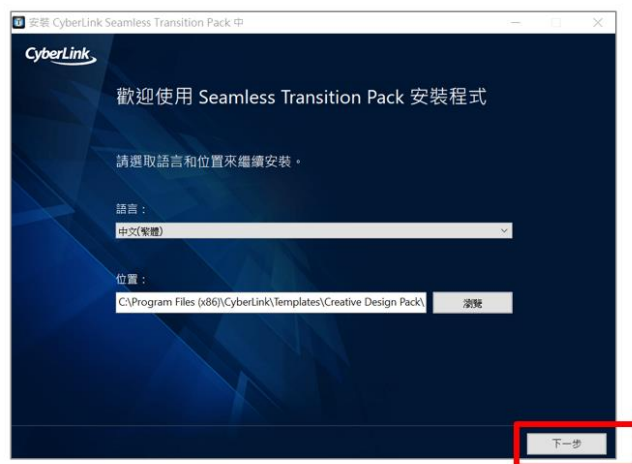 安裝 CyberLink Seamless Transition Pack 中
CyberLink
歡迎使用 Seamless Transition Pack 安裝程式
請選取語言和位置來繼續安裝。
語言：
中文(繁體)
位置：
C:\Program Files (x86)\CyberLink\Templates\Creative Design Pack\
瀏覽
下一步